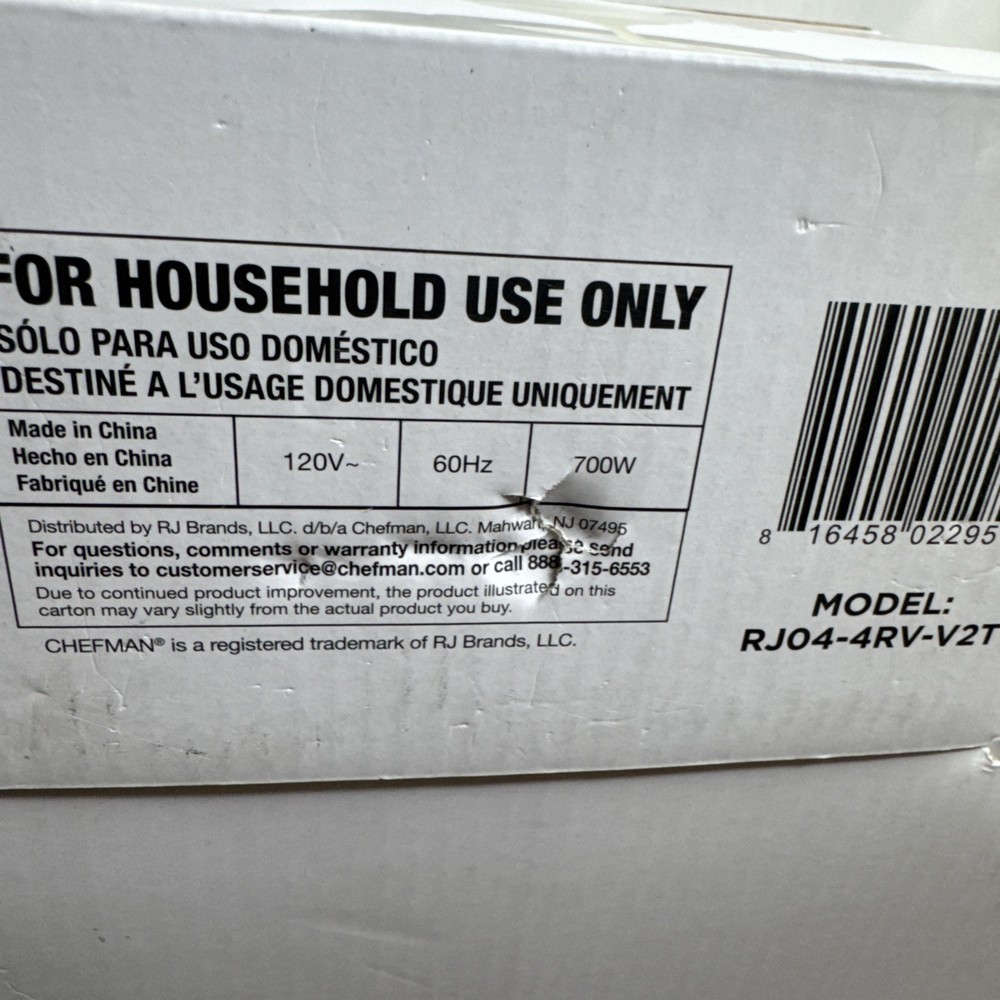 FOR HOUSEHOLD USE ONLY
SÓLO PARA USO DOMÉSTICO
DESTINÉ A L'USAGE DOMESTIQUE UNIQUEMENT
Made in China
Hecho en China
Fabriqué en Chine
120V~
60Hz
700W
Distributed by RJ Brands, LLC. d/b/a Chefman, LLC. Mahwah, NJ 07495
For questions, comments or warranty information please send
inquiries to customerservice@chefman.com or call 888-315-6553
Due to continued product improvement, the product illustrated on this
carton may vary slightly from the actual product you buy.
CHEFMAN® is a registered trademark of RJ Brands, LLC.
8 16458 02295
MODEL:
RJ04-4RV-V2T